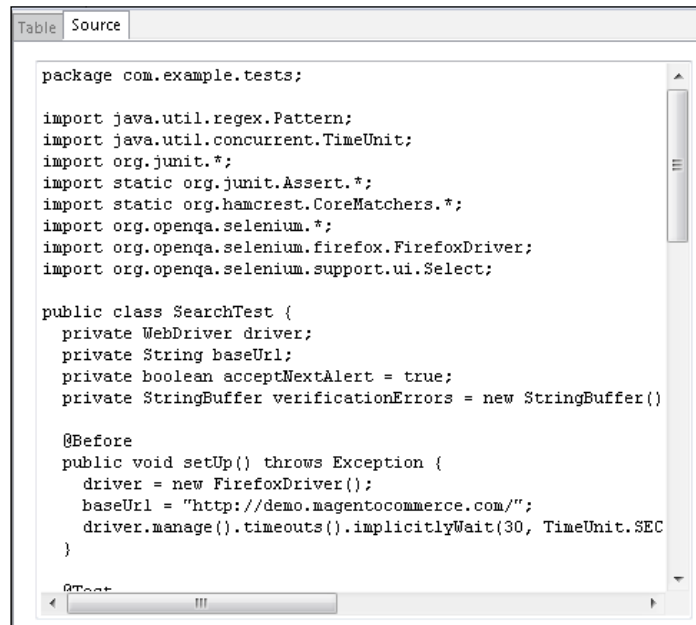 Table Source
package com.example.tests;
import java.util.regex.Pattern;
import java.util.concurrent.TimeUnit;
import org.junit.*;
import static org.junit.Assert.*;
import static org.hamcrest.CoreMatchers.*;
import org.openqa.selenium.*;
import org.openqa.selenium.firefox.FirefoxDriver;
import org.openqa.selenium.support.ui.Select;
public class SearchTest {
private WebDriver driver;
private String baseUrl;
private boolean acceptNextAlert = true;
private StringBuffer verificationErrors = new StringBuffer()
@Before
public void setUp() throws Exception {
driver = new FirefoxDriver();
baseUrl = "http://demo.magentocommerce.com/";
driver.manage().timeouts().implicitlyWait(30, TimeUnit.SEC
}
@Test